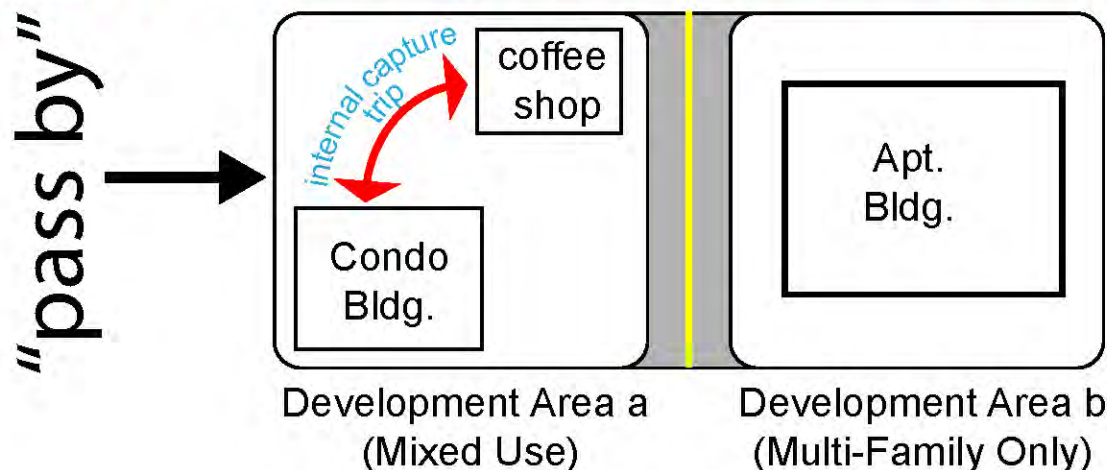 “pass by”
internal capture
trip
coffee
shop
Condo
Bldg.
Apt.
Bldg.
Development Area a
(Mixed Use)
Development Area b
(Multi-Family Only)